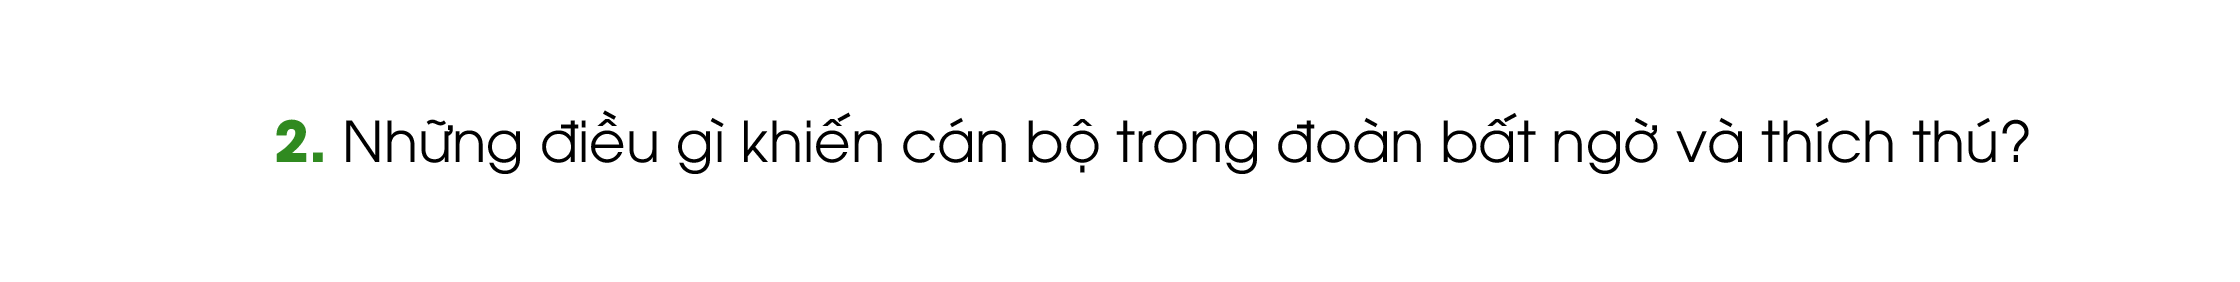 2. Những điều gì khiến cán bộ trong đoàn bất ngờ và thích thú?